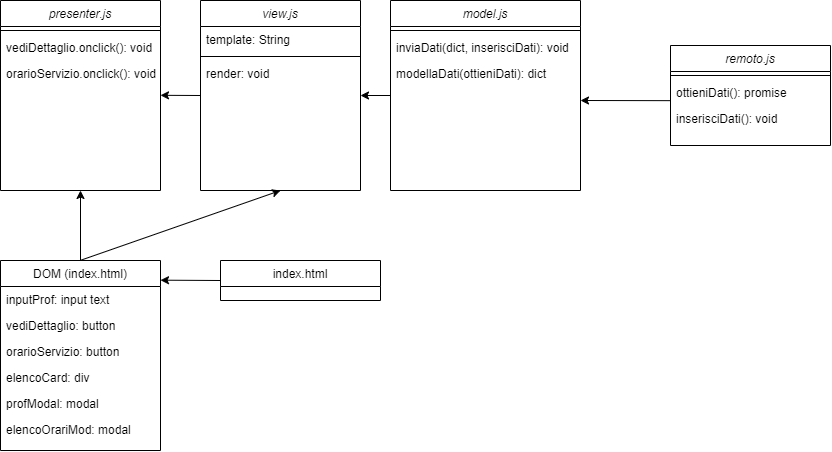 presenter.js
vediDettaglio.onclick(): void
orarioServizio.onclick(): void
view.js
template: String
render: void
model.js
inviaDati(dict, inserisciDati): void
modellaDati(ottieniDati): dict
remoto.js
ottieniDati(): promise
inserisciDati(): void
DOM (index.html)
inputProf: input text
vediDettaglio: button
orarioServizio: button
elencoCard: div
profModal: modal
elencoOrariMod: modal
index.html